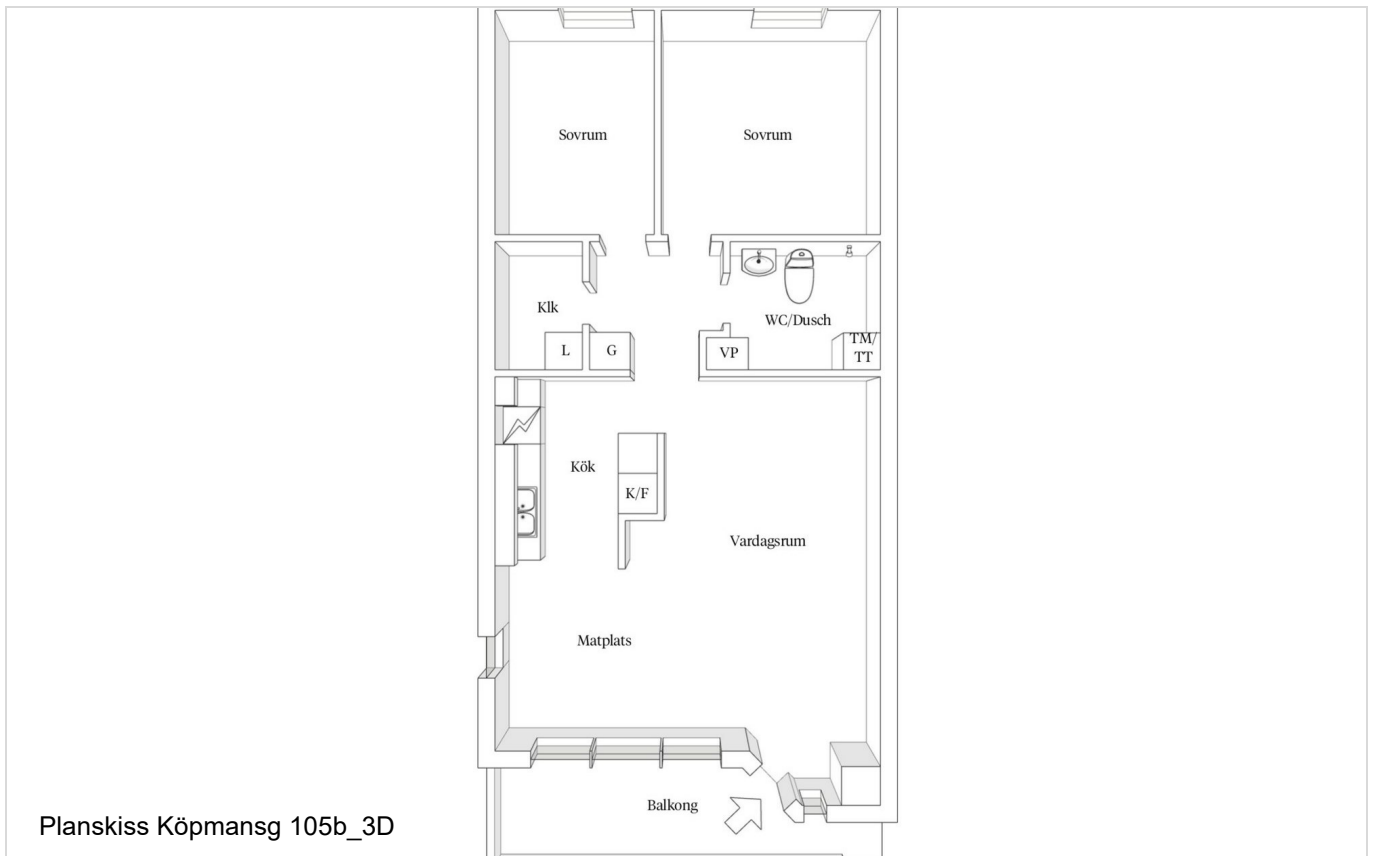 Sovrum
Sovrum
Klk
WC/Dusch
L
G
VP
TM/
TT
Kök
K/F
Vardagsrum
Matplats
Balkong
Planskiss Köpmansg 105b_3D